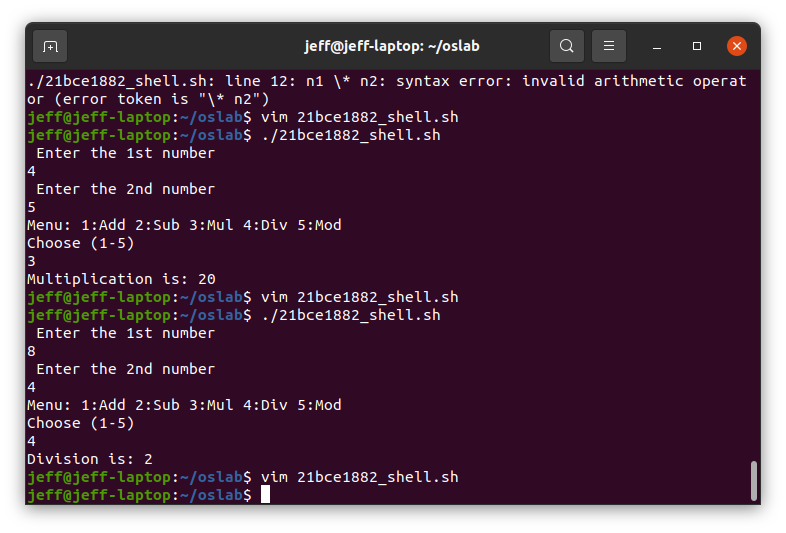 jeff@jeff-laptop: ~/oslab
./21bce1882_shell.sh: line 12: n1 \* n2: syntax error: invalid arithmetic operat
or (error token is "\* n2")
jeff@jeff-laptop:~/oslab$ vim 21bce1882_shell.sh
jeff@jeff-laptop:~/oslab$ ./21bce1882_shell.sh
 Enter the 1st number
4
 Enter the 2nd number
5
Menu: 1:Add 2:Sub 3:Mul 4:Div 5:Mod
Choose (1-5)
3
Multiplication is: 20
jeff@jeff-laptop:~/oslab$ vim 21bce1882_shell.sh
jeff@jeff-laptop:~/oslab$ ./21bce1882_shell.sh
 Enter the 1st number
8
 Enter the 2nd number
4
Menu: 1:Add 2:Sub 3:Mul 4:Div 5:Mod
Choose (1-5)
4
Division is: 2
jeff@jeff-laptop:~/oslab$ vim 21bce1882_shell.sh
jeff@jeff-laptop:~/oslab$